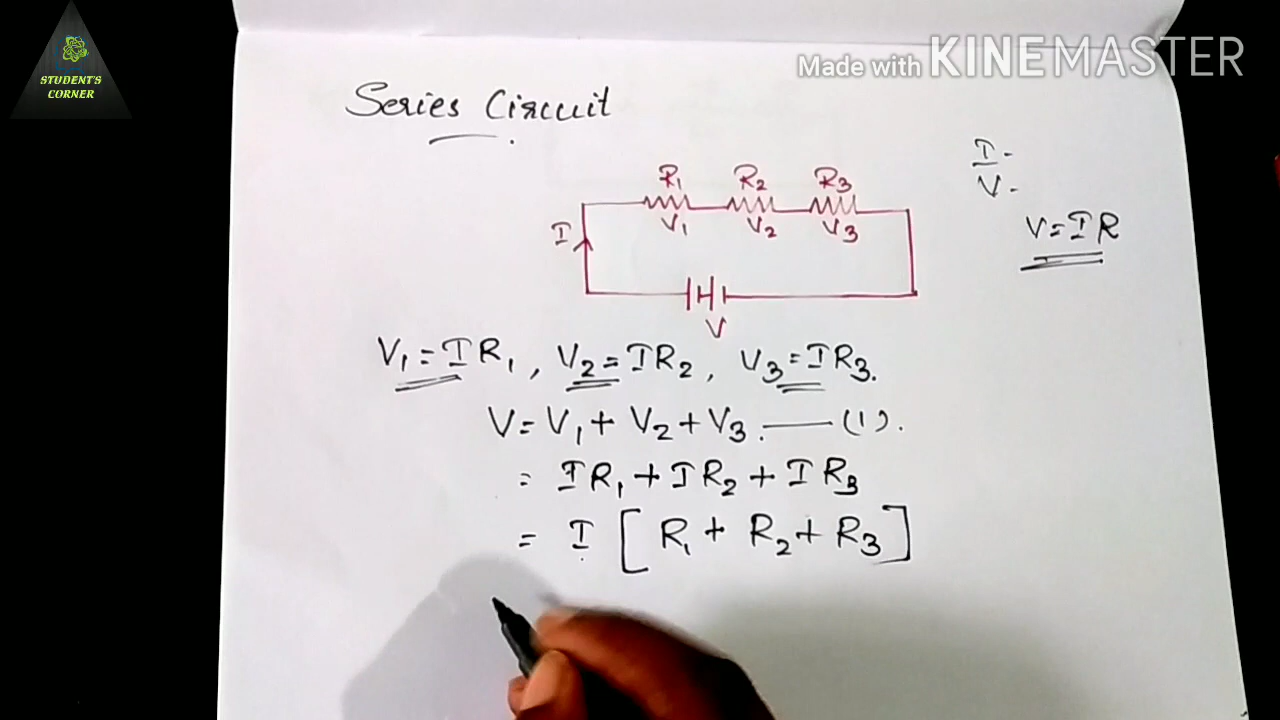 STUDENT'S
CORNER
Made with KINEMASTER
Series Circuit
I -
V -
V = IR
R1 R2 R3
V1 V2 V3
I
V
V1 = IR1, V2 = IR2, V3 = IR3.
V = V1 + V2 + V3. —— (1).
= IR1 + IR2 + IR3
= I [R1 + R2 + R3]